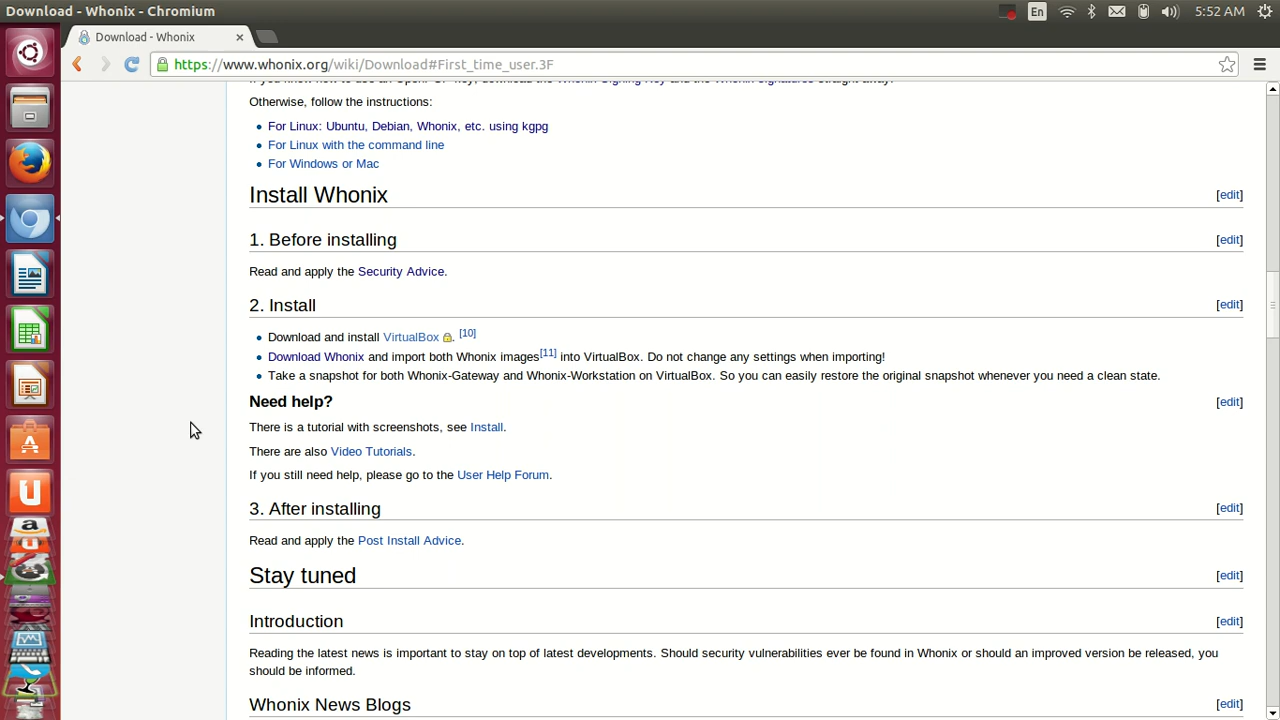 Download - Whonix - Chromium
En
5:52 AM
Download - Whonix
https://www.whonix.org/wiki/Download#First_time_user.3F
Otherwise, follow the instructions:
For Linux: Ubuntu, Debian, Whonix, etc. using kgpg
For Linux with the command line
For Windows or Mac
Install Whonix [edit]
1. Before installing [edit]
Read and apply the Security Advice.
2. Install [edit]
Download and install VirtualBox . [10]
Download Whonix and import both Whonix images[11] into VirtualBox. Do not change any settings when importing!
Take a snapshot for both Whonix-Gateway and Whonix-Workstation on VirtualBox. So you can easily restore the original snapshot whenever you need a clean state.
Need help? [edit]
There is a tutorial with screenshots, see Install.
There are also Video Tutorials.
If you still need help, please go to the User Help Forum.
3. After installing [edit]
Read and apply the Post Install Advice.
Stay tuned [edit]
Introduction [edit]
Reading the latest news is important to stay on top of latest developments. Should security vulnerabilities ever be found in Whonix or should an improved version be released, you
should be informed.
Whonix News Blogs [edit]